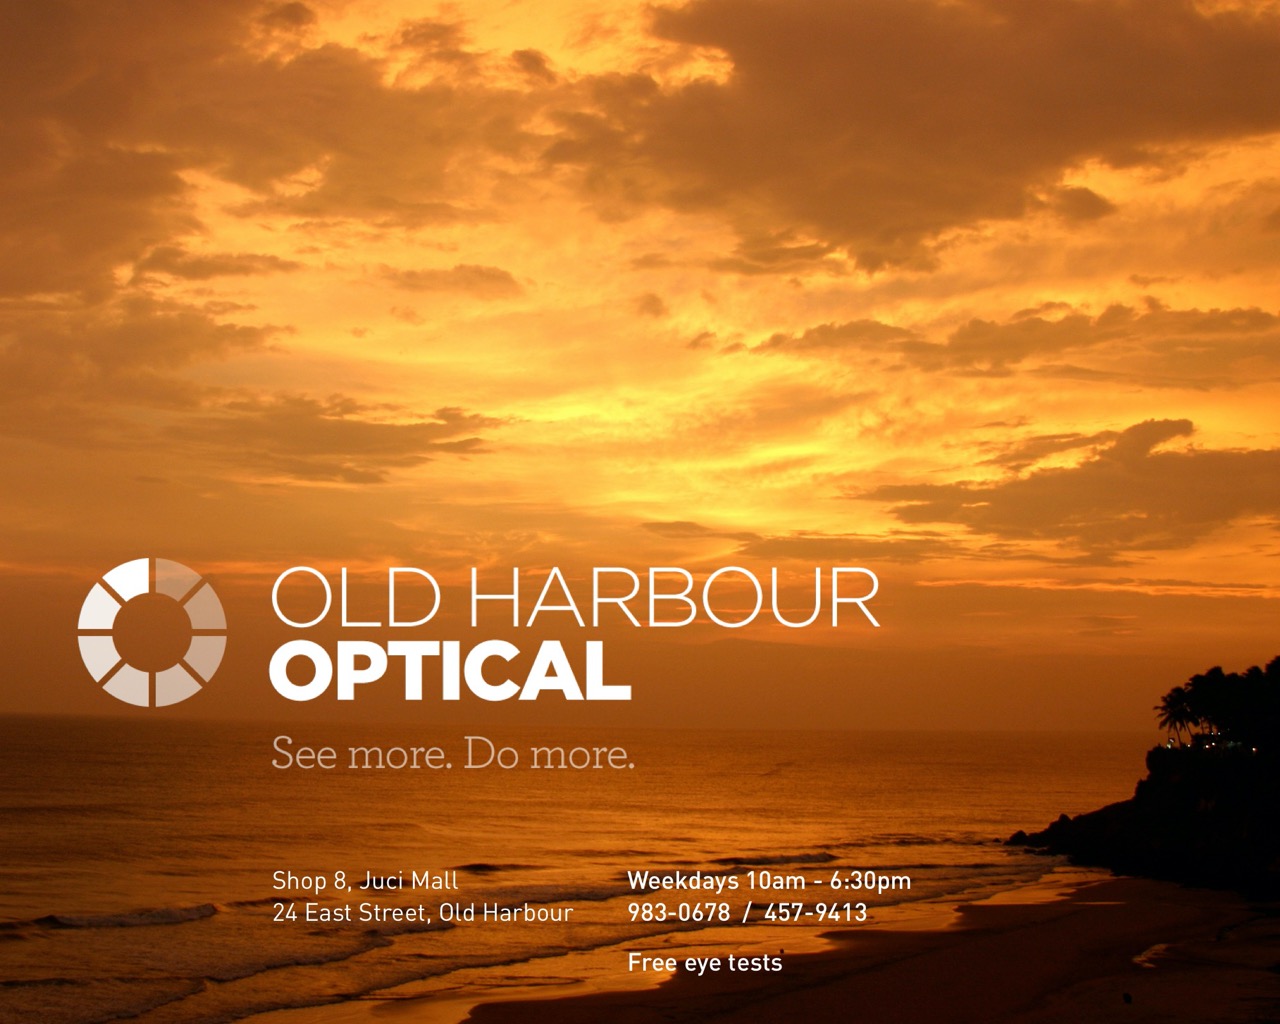 OLD HARBOUR
OPTICAL
See more. Do more.
Shop 8, Juci Mall
24 East Street, Old Harbour
Weekdays 10am - 6:30pm
983-0678 / 457-9413
Free eye tests